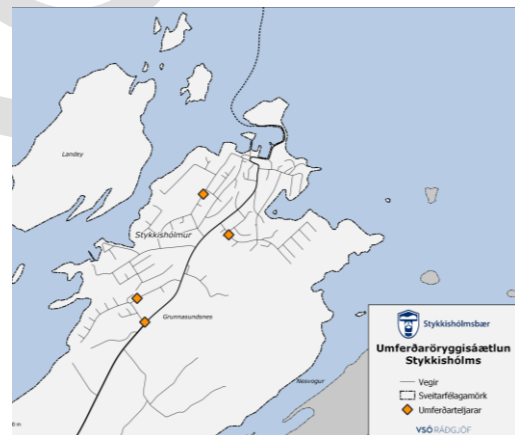 Landey
Stykkishólmur
Grunnasundsnes
Nesvogur
Stykkishólmsbær
Umferðaröryggisáætlun
Stykkishólms
Vegir
Sveitarfélagamörk
Umferðarteljarar
VSÓ RÁÐGJÖF